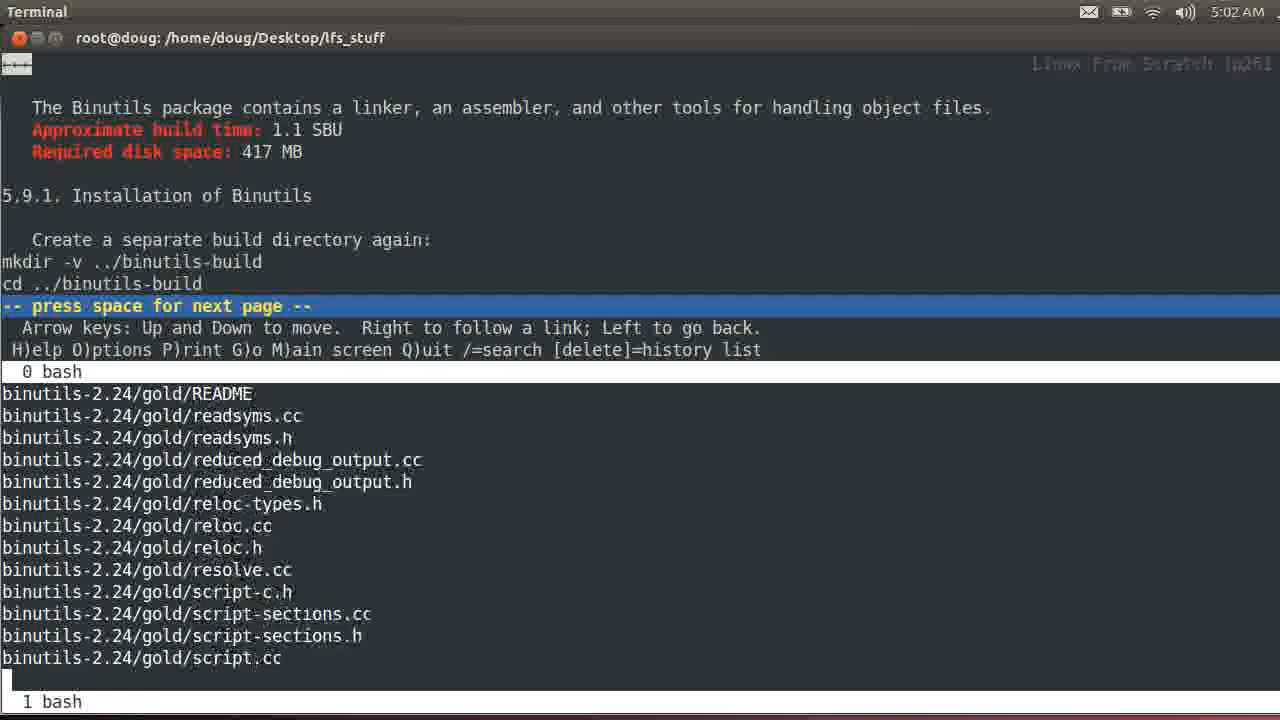 Terminal
5:02 AM
root@doug: /home/doug/Desktop/lfs_stuff
Linux From Scratch (p261
The Binutils package contains a linker, an assembler, and other tools for handling object files.
Approximate build time: 1.1 SBU
Required disk space: 417 MB
5.9.1. Installation of Binutils
Create a separate build directory again:
mkdir -v ../binutils-build
cd ../binutils-build
-- press space for next page --
Arrow keys: Up and Down to move.  Right to follow a link; Left to go back.
H)elp O)ptions P)rint G)o M)ain screen Q)uit /=search [delete]=history list
0 bash
binutils-2.24/gold/README
binutils-2.24/gold/readsyms.cc
binutils-2.24/gold/readsyms.h
binutils-2.24/gold/reduced_debug_output.cc
binutils-2.24/gold/reduced_debug_output.h
binutils-2.24/gold/reloc-types.h
binutils-2.24/gold/reloc.cc
binutils-2.24/gold/reloc.h
binutils-2.24/gold/resolve.cc
binutils-2.24/gold/script-c.h
binutils-2.24/gold/script-sections.cc
binutils-2.24/gold/script-sections.h
binutils-2.24/gold/script.cc
1 bash